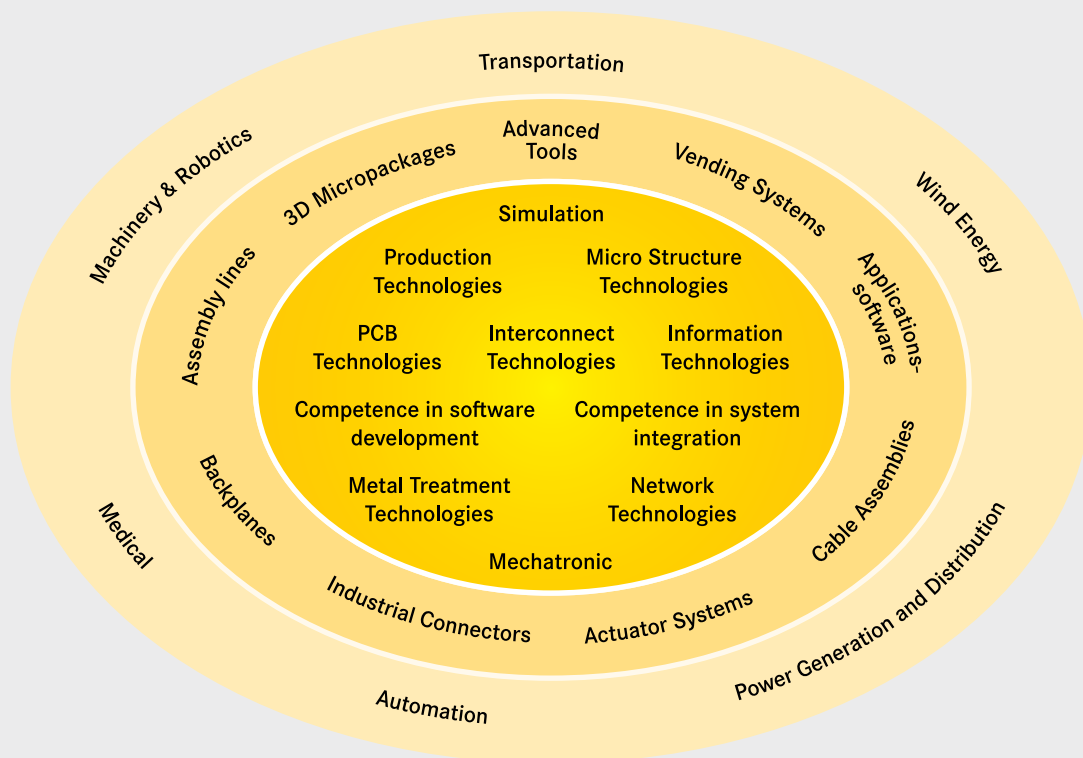 Transportation
Machinery & Robotics
Wind Energy
Medical
Power Generation and Distribution
Automation
Advanced
Tools
3D Micropackages
Vending Systems
Assembly lines
Applications-
software
Backplanes
Cable Assemblies
Industrial Connectors
Actuator Systems
Simulation
Production
Technologies
Micro Structure
Technologies
PCB
Technologies
Interconnect
Technologies
Information
Technologies
Competence in software
development
Competence in system
integration
Metal Treatment
Technologies
Network
Technologies
Mechatronic